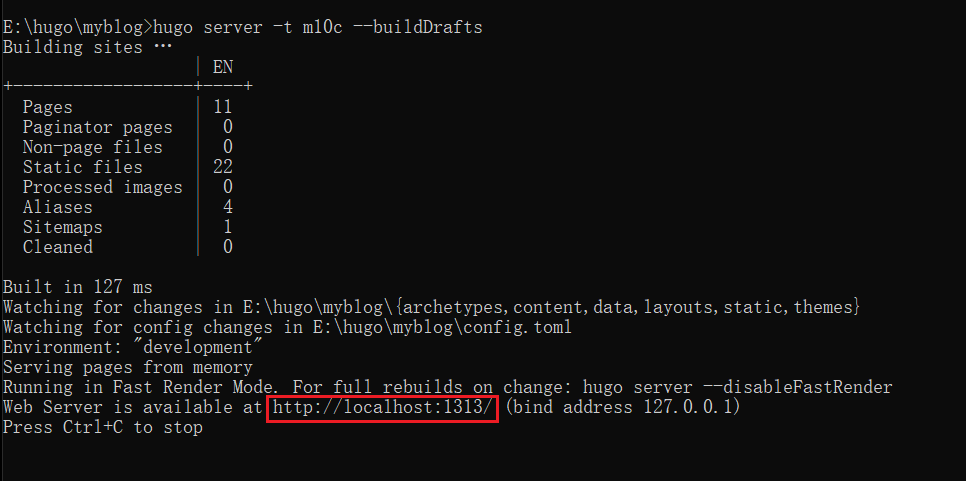 E:\hugo\myblog>hugo server -t m10c --buildDrafts
Building sites …
                   | EN
+------------------+----+
  Pages            | 11
  Paginator pages  |  0
  Non-page files   |  0
  Static files     | 22
  Processed images |  0
  Aliases          |  4
  Sitemaps         |  1
  Cleaned          |  0
Built in 127 ms
Watching for changes in E:\hugo\myblog\{archetypes,content,data,layouts,static,themes}
Watching for config changes in E:\hugo\myblog\config.toml
Environment: "development"
Serving pages from memory
Running in Fast Render Mode. For full rebuilds on change: hugo server --disableFastRender
Web Server is available at http://localhost:1313/ (bind address 127.0.0.1)
Press Ctrl+C to stop